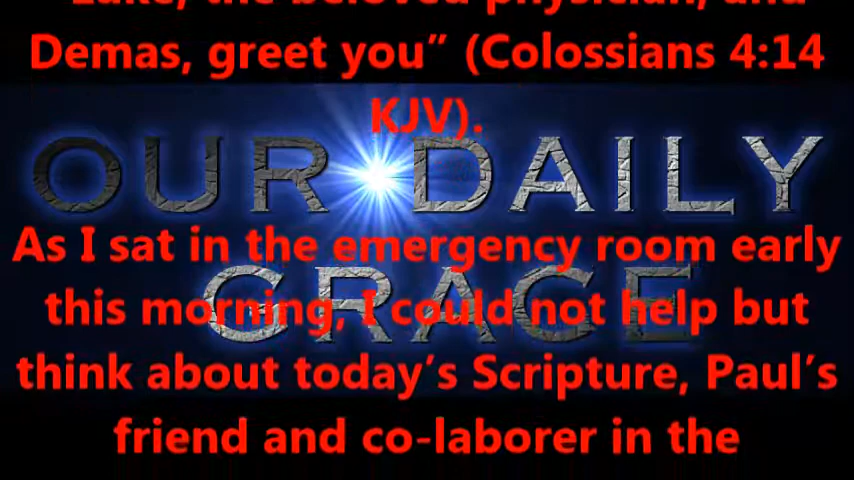 "Luke, the beloved physician, and
Demas, greet you” (Colossians 4:14
KJV).
OUR DAILY
As I sat in the emergency room early
GRACE
this morning, I could not help but
think about today’s Scripture, Paul’s
friend and co-laborer in the